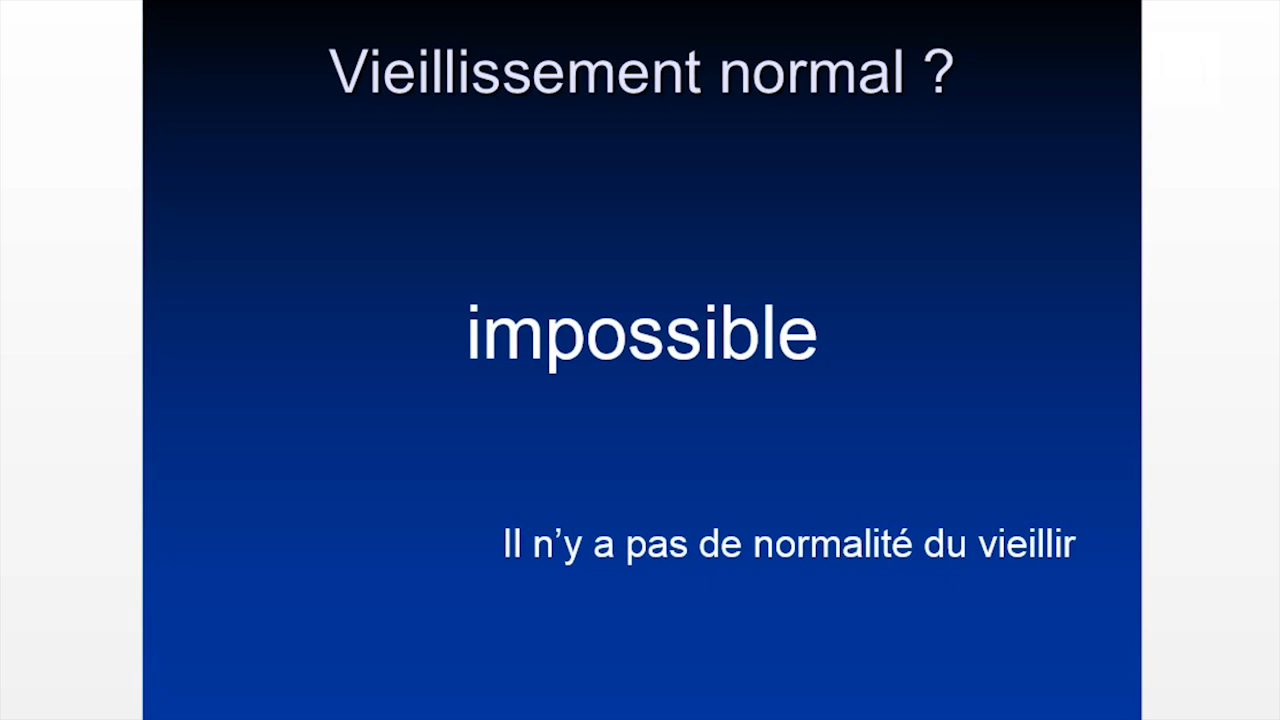 Vieillissement normal ?
impossible
Il n’y a pas de normalité du vieillir